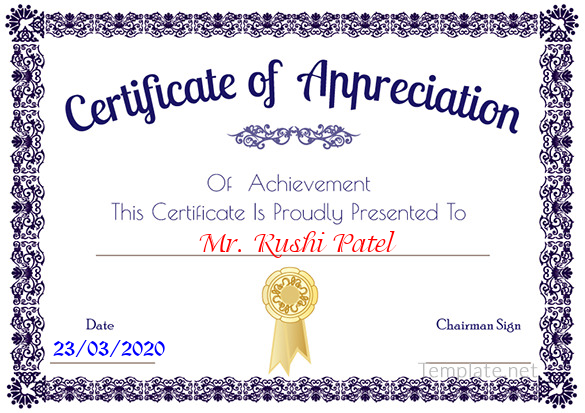 Certificate of Appreciation
Of Achievement
This Certificate Is Proudly Presented To
Mr. Rushi Patel
Date
Chairman Sign
23/03/2020
Template.net